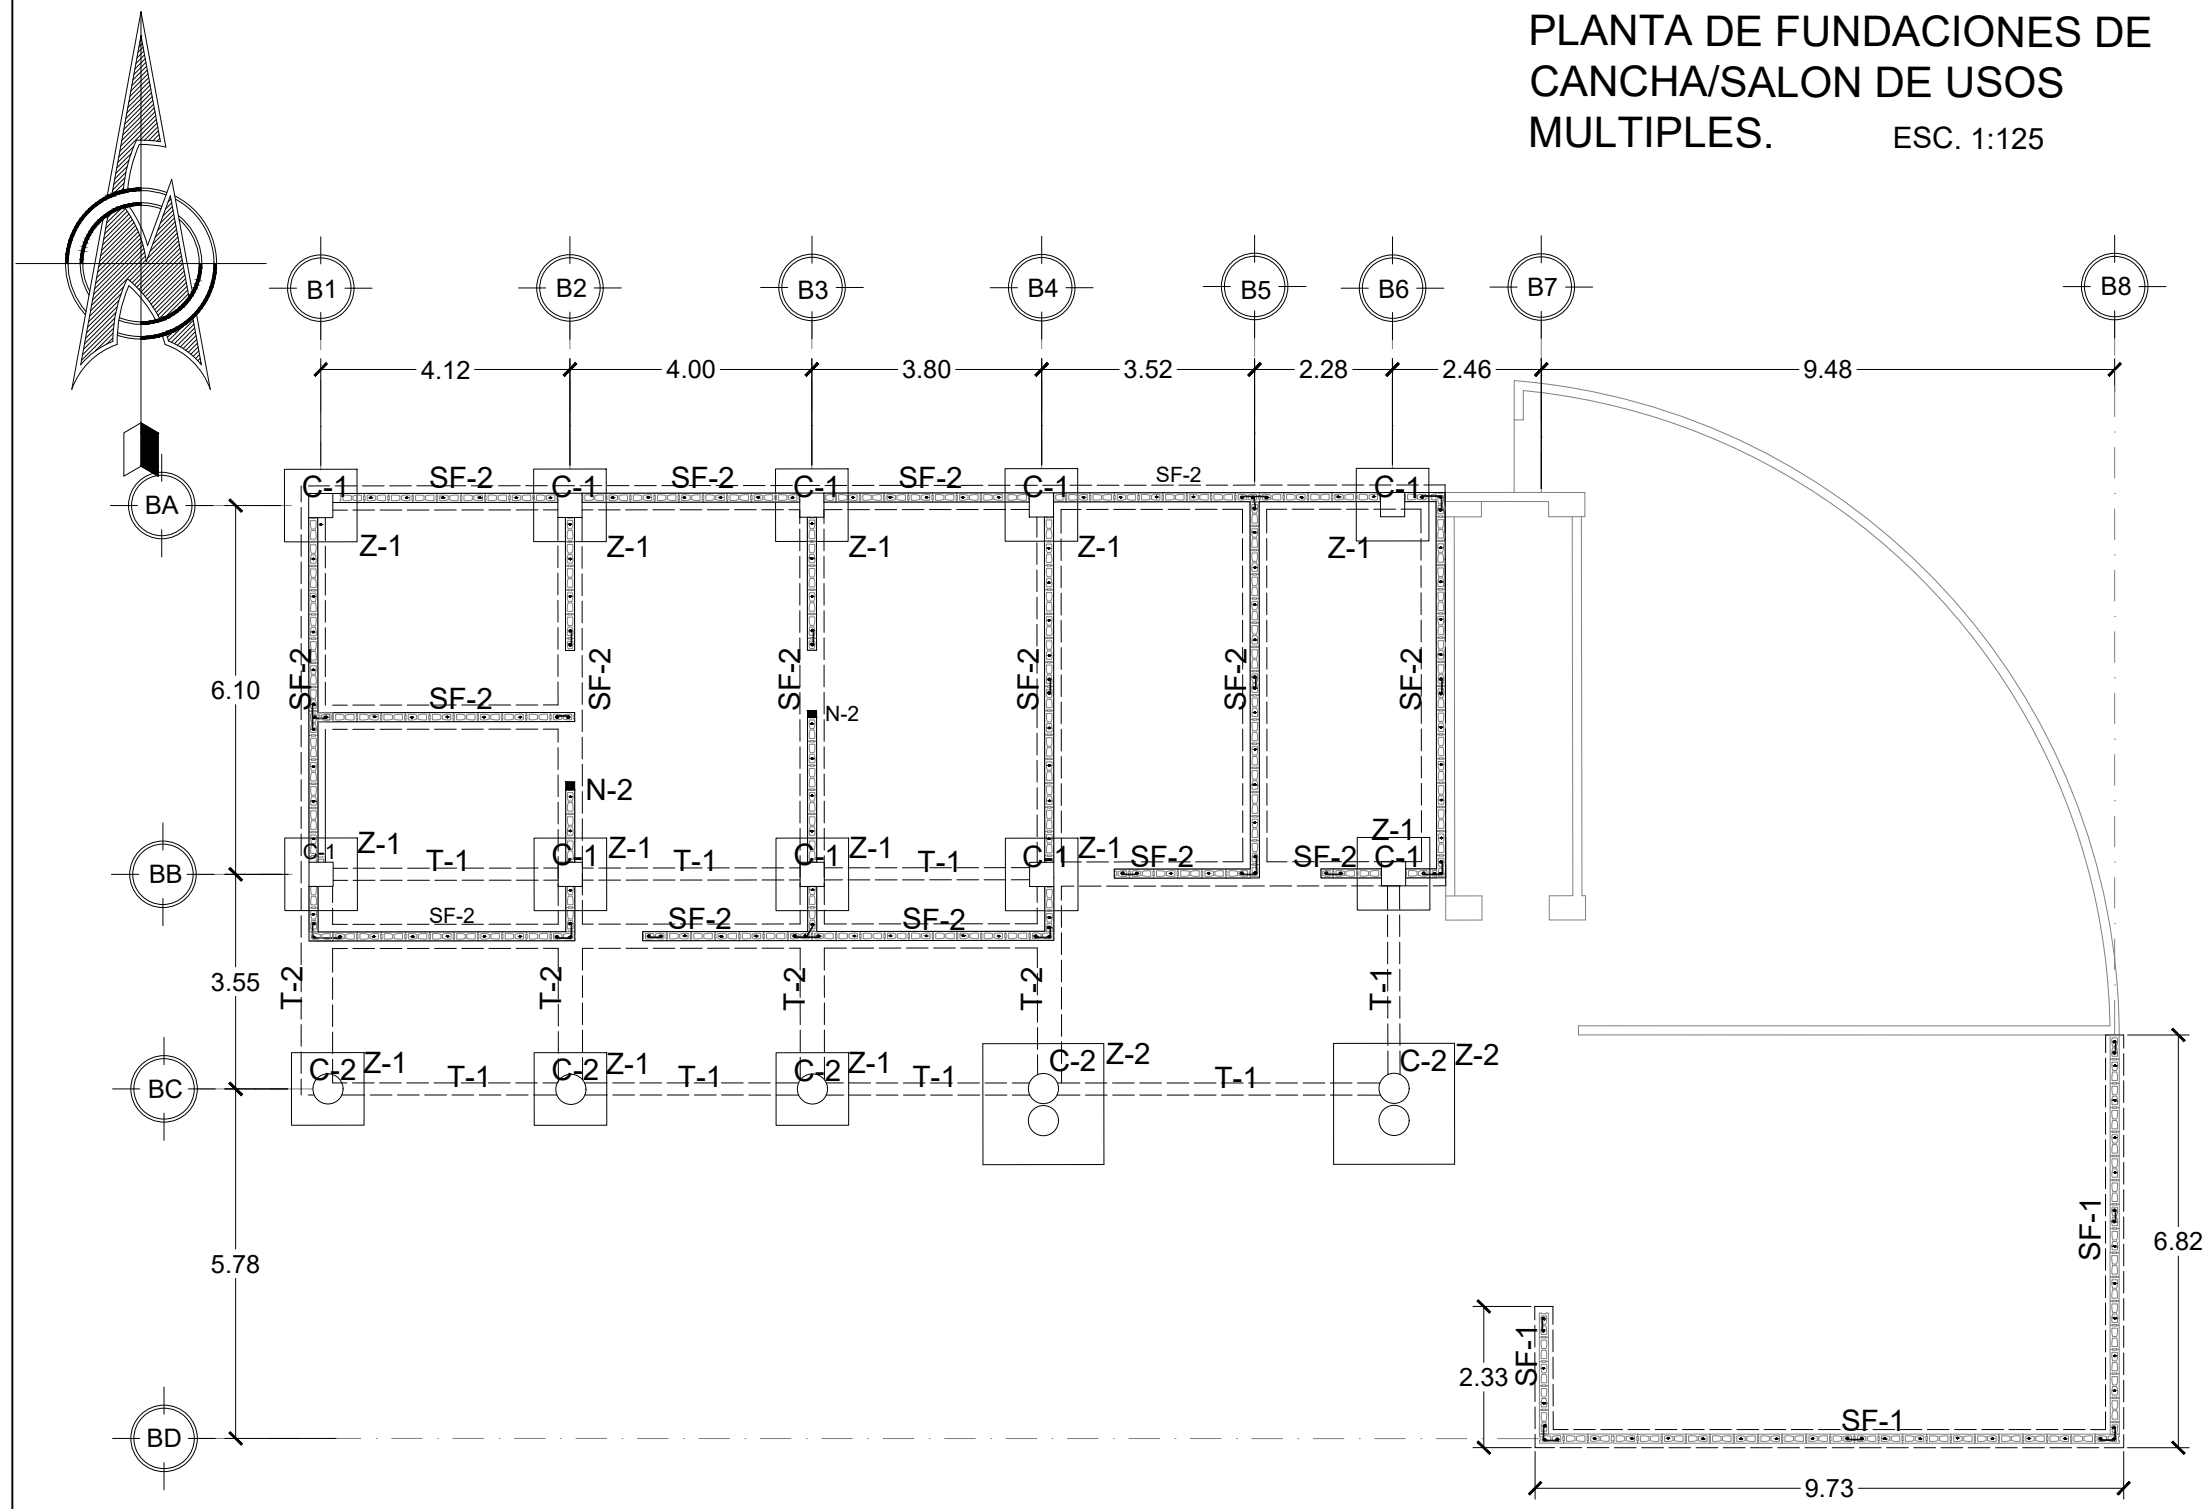 PLANTA DE FUNDACIONES DE
CANCHA/SALON DE USOS
MULTIPLES. ESC. 1:125
B1 B2 B3 B4 B5 B6 B7 B8
4.12 4.00 3.80 3.52 2.28 2.46 9.48
SF-2 SF-2 SF-2 SF-2
BA C-1 C-1 C-1 C-1 C-1
Z-1 Z-1 Z-1 Z-1 Z-1
SF-2 SF-2 SF-2 SF-2 SF-2 SF-2
6.10 SF-2
N-2
N-2
Z-1
C-1 Z-1 C-1 Z-1 C-1 Z-1 C-1 Z-1 SF-2 SF-2 C-1
BB T-1 T-1 T-1
SF-2 SF-2 SF-2
3.55 T-2 T-2 T-2 T-2 T-1
C-2 Z-1 C-2 Z-1 C-2 Z-1 C-2 Z-2 C-2 Z-2
BC T-1 T-1 T-1 T-1
5.78 SF-1 6.82
2.33 SF-1
SF-1
BD
9.73